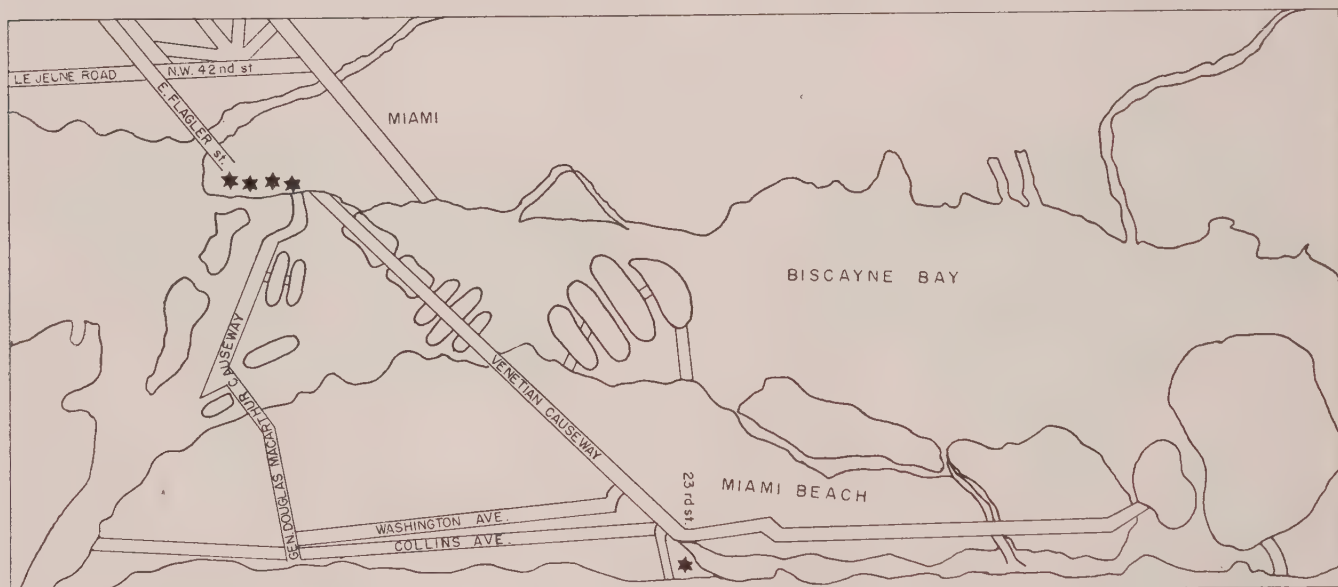 LE JEUNE ROAD
N.W. 42nd st
E. FLAGLER st.
MIAMI
BISCAYNE BAY
GEN. DOUGLAS MACARTHUR CAUSEWAY
VENETIAN CAUSEWAY
23 rd st.
MIAMI BEACH
WASHINGTON AVE.
COLLINS AVE.